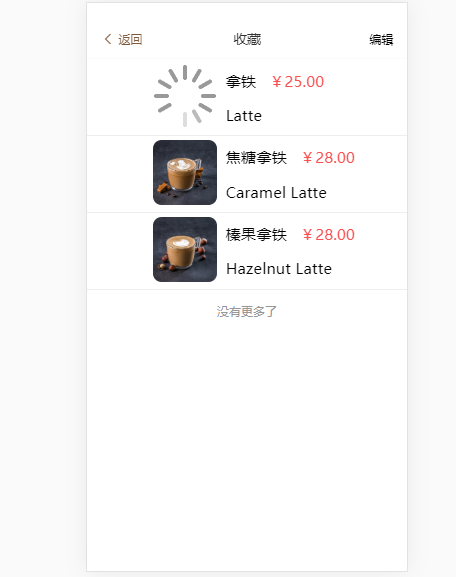 返回 收藏 编辑
拿铁 ￥25.00
Latte
焦糖拿铁 ￥28.00
Caramel Latte
榛果拿铁 ￥28.00
Hazelnut Latte
没有更多了